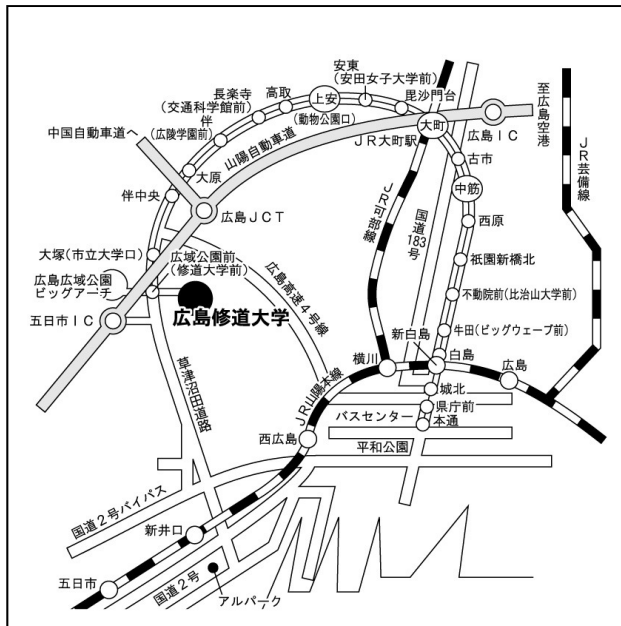 安東
(安田女子大学前)
毘沙門台
上安
(動物公園口)
高取
長楽寺
(交通科学館前)
伴
(広陵学園前)
大原
伴中央
中国自動車道へ
山陽自動車道
大町
JR大町駅
広島IC
至広島空港
JR芸備線
古市
中筋
西原
祇園新橋北
不動院前(比治山大学前)
牛田(ビッグウェーブ前)
新白島
白島
城北
県庁前
本通
バスセンター
平和公園
国道
183
号
JR可部線
広島JCT
大塚(市立大学口)
広域公園前
(修道大学前)
広島広域公園
ビッグアーチ
五日市IC
広島修道大学
広島高速4号線
草津沼田道路
横川
広島
JR山陽本線
西広島
国道2号バイパス
新井口
五日市
国道2号
アルパーク